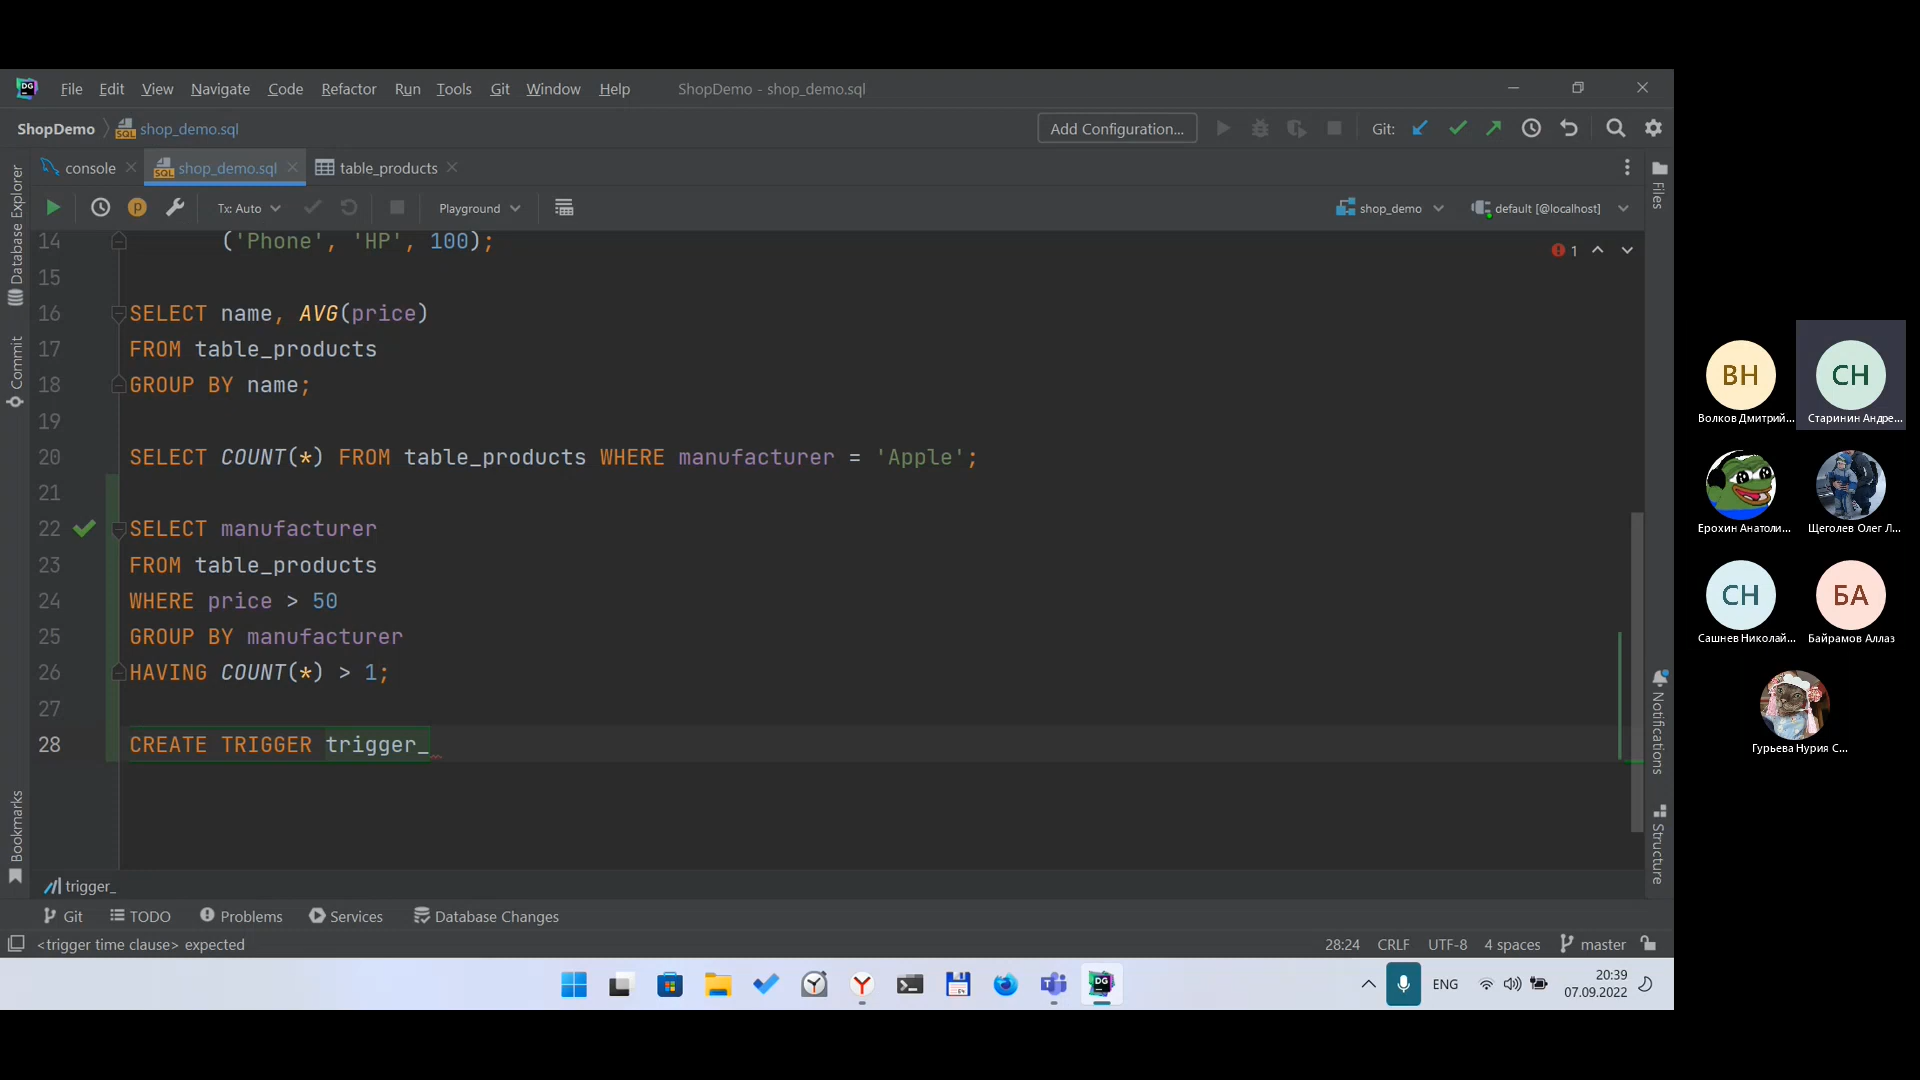 File Edit View Navigate Code Refactor Run Tools Git Window Help ShopDemo - shop_demo.sql
ShopDemo shop_demo.sql Add Configuration... Git:
console shop_demo.sql table_products
Tx: Auto Playground shop_demo default [@localhost]
Database Explorer
Commit
Bookmarks
14 ('Phone', 'HP', 100);
1
15
16 SELECT name, AVG(price)
17 FROM table_products
18 GROUP BY name;
19
20 SELECT COUNT(*) FROM table_products WHERE manufacturer = 'Apple';
21
22 SELECT manufacturer
23 FROM table_products
24 WHERE price > 50
25 GROUP BY manufacturer
26 HAVING COUNT(*) > 1;
27
28 CREATE TRIGGER trigger_
Files
Notifications
Structure
trigger_
Git TODO Problems Services Database Changes
<trigger time clause> expected 28:24 CRLF UTF-8 4 spaces master
ENG 20:39
07.09.2022
ВН СН
Волков Дмитрий... Старинин Андре...
Ерохин Анатоли... Щеголев Олег Л...
СН БА
Сашнев Николай... Байрамов Аллаз
Гурьева Нурия С...